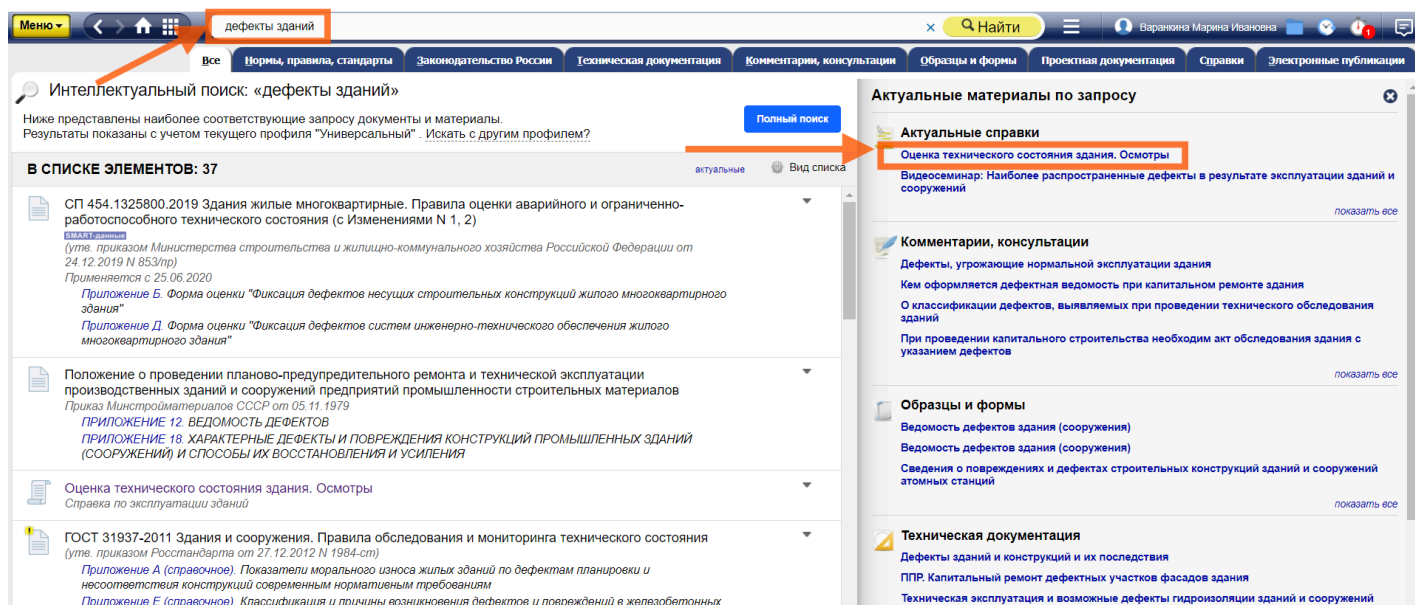 Меню
дефекты зданий
× Найти
Варанкина Марина Ивановна
1
Все
Нормы, правила, стандарты
Законодательство России
Техническая документация
Комментарии, консультации
Образцы и формы
Проектная документация
Справки
Электронные публикации
Интеллектуальный поиск: «дефекты зданий»
Ниже представлены наиболее соответствующие запросу документы и материалы.
Результаты показаны с учетом текущего профиля "Универсальный" . Искать с другим профилем?
Полный поиск
В СПИСКЕ ЭЛЕМЕНТОВ: 37
актуальные
Вид списка
СП 454.1325800.2019 Здания жилые многоквартирные. Правила оценки аварийного и ограниченно-
работоспособного технического состояния (с Изменениями N 1, 2)
SMART-данные
(утв. приказом Министерства строительства и жилищно-коммунального хозяйства Российской Федерации от
24.12.2019 N 853/пр)
Применяется с 25.06.2020
Приложение Б. Форма оценки "Фиксация дефектов несущих строительных конструкций жилого многоквартирного
здания"
Приложение Д. Форма оценки "Фиксация дефектов систем инженерно-технического обеспечения жилого
многоквартирного здания"
Положение о проведении планово-предупредительного ремонта и технической эксплуатации
производственных зданий и сооружений предприятий промышленности строительных материалов
Приказ Минстройматериалов СССР от 05.11.1979
ПРИЛОЖЕНИЕ 12. ВЕДОМОСТЬ ДЕФЕКТОВ
ПРИЛОЖЕНИЕ 18. ХАРАКТЕРНЫЕ ДЕФЕКТЫ И ПОВРЕЖДЕНИЯ КОНСТРУКЦИЙ ПРОМЫШЛЕННЫХ ЗДАНИЙ
(СООРУЖЕНИЙ) И СПОСОБЫ ИХ ВОССТАНОВЛЕНИЯ И УСИЛЕНИЯ
Оценка технического состояния здания. Осмотры
Справка по эксплуатации зданий
ГОСТ 31937-2011 Здания и сооружения. Правила обследования и мониторинга технического состояния
(утв. приказом Росстандарта от 27.12.2012 N 1984-ст)
Приложение А (справочное). Показатели морального износа жилых зданий по дефектам планировки и
несоответствия конструкций современным нормативным требованиям
Приложение Е (справочное). Классификация и причины возникновения дефектов и повреждений в железобетонных
Актуальные материалы по запросу
Актуальные справки
Оценка технического состояния здания. Осмотры
Видеосеминар: Наиболее распространенные дефекты в результате эксплуатации зданий и
сооружений
показать все
Комментарии, консультации
Дефекты, угрожающие нормальной эксплуатации здания
Кем оформляется дефектная ведомость при капитальном ремонте здания
О классификации дефектов, выявляемых при проведении технического обследования
зданий
При проведении капитального строительства необходим акт обследования здания с
указанием дефектов
показать все
Образцы и формы
Ведомость дефектов здания (сооружения)
Ведомость дефектов здания (сооружения)
Сведения о повреждениях и дефектах строительных конструкций зданий и сооружений
атомных станций
показать все
Техническая документация
Дефекты зданий и конструкций и их последствия
ППР. Капитальный ремонт дефектных участков фасадов здания
Техническая эксплуатация и возможные дефекты гидроизоляции зданий и сооружений